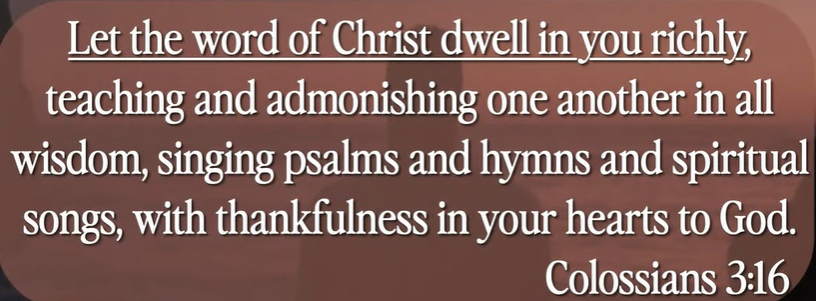 Let the word of Christ dwell in you richly,
teaching and admonishing one another in all
wisdom, singing psalms and hymns and spiritual
songs, with thankfulness in your hearts to God.
Colossians 3:16